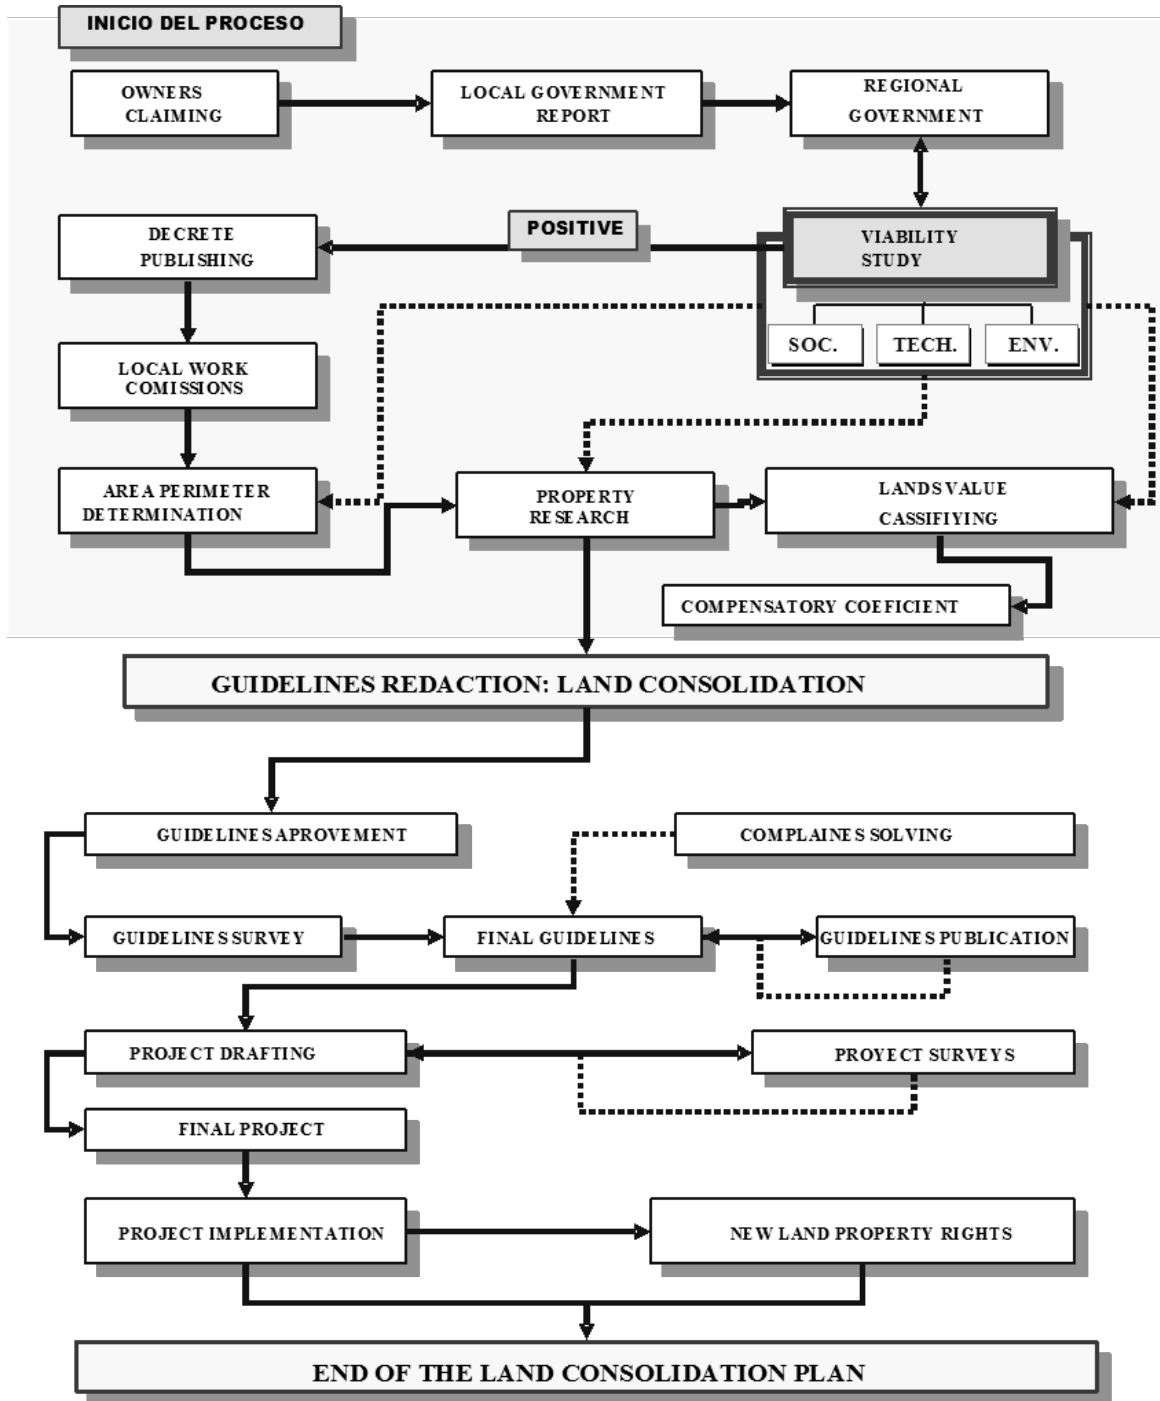 INICIO DEL PROCESO
OWNERS
CLAIMING
LOCAL GOVERNMENT
REPORT
REGIONAL
GOVERNMENT
DECRETE
PUBLISHING
POSITIVE
VIABILITY
STUDY
SOC.
TECH.
ENV.
LOCAL WORK
COMISSIONS
AREA PERIMETER
DETERMINATION
PROPERTY
RESEARCH
LANDS VALUE
CASSIFIYING
COMPENSATORY COEFICIENT
GUIDELINES REDACTION: LAND CONSOLIDATION
GUIDELINES APROVEMENT
COMPLAINES SOLVING
GUIDELINES SURVEY
FINAL GUIDELINES
GUIDELINES PUBLICATION
PROJECT DRAFTING
PROYECT SURVEYS
FINAL PROJECT
PROJECT IMPLEMENTATION
NEW LAND PROPERTY RIGHTS
END OF THE LAND CONSOLIDATION PLAN